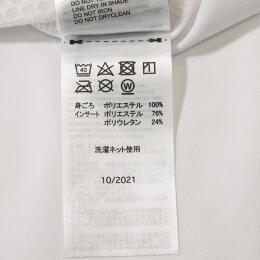 LINE DRY IN SHADE
DO NOT IRON
DO NOT DRYCLEAN
40
身ごろ ポリエステル 100%
インサート ポリエステル 76%
ポリウレタン 24%
洗濯ネット使用
10/2021